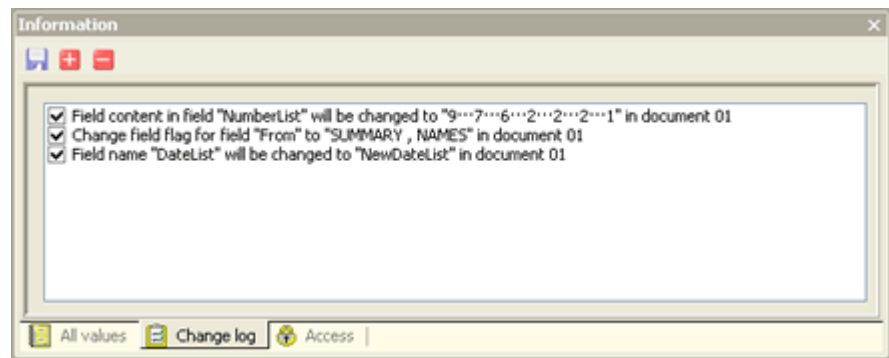 Information
Field content in field "NumberList" will be changed to "9···7···6···2···2···2···1" in document 01
Change field flag for field "From" to "SUMMARY , NAMES" in document 01
Field name "DateList" will be changed to "NewDateList" in document 01
All values Change log Access